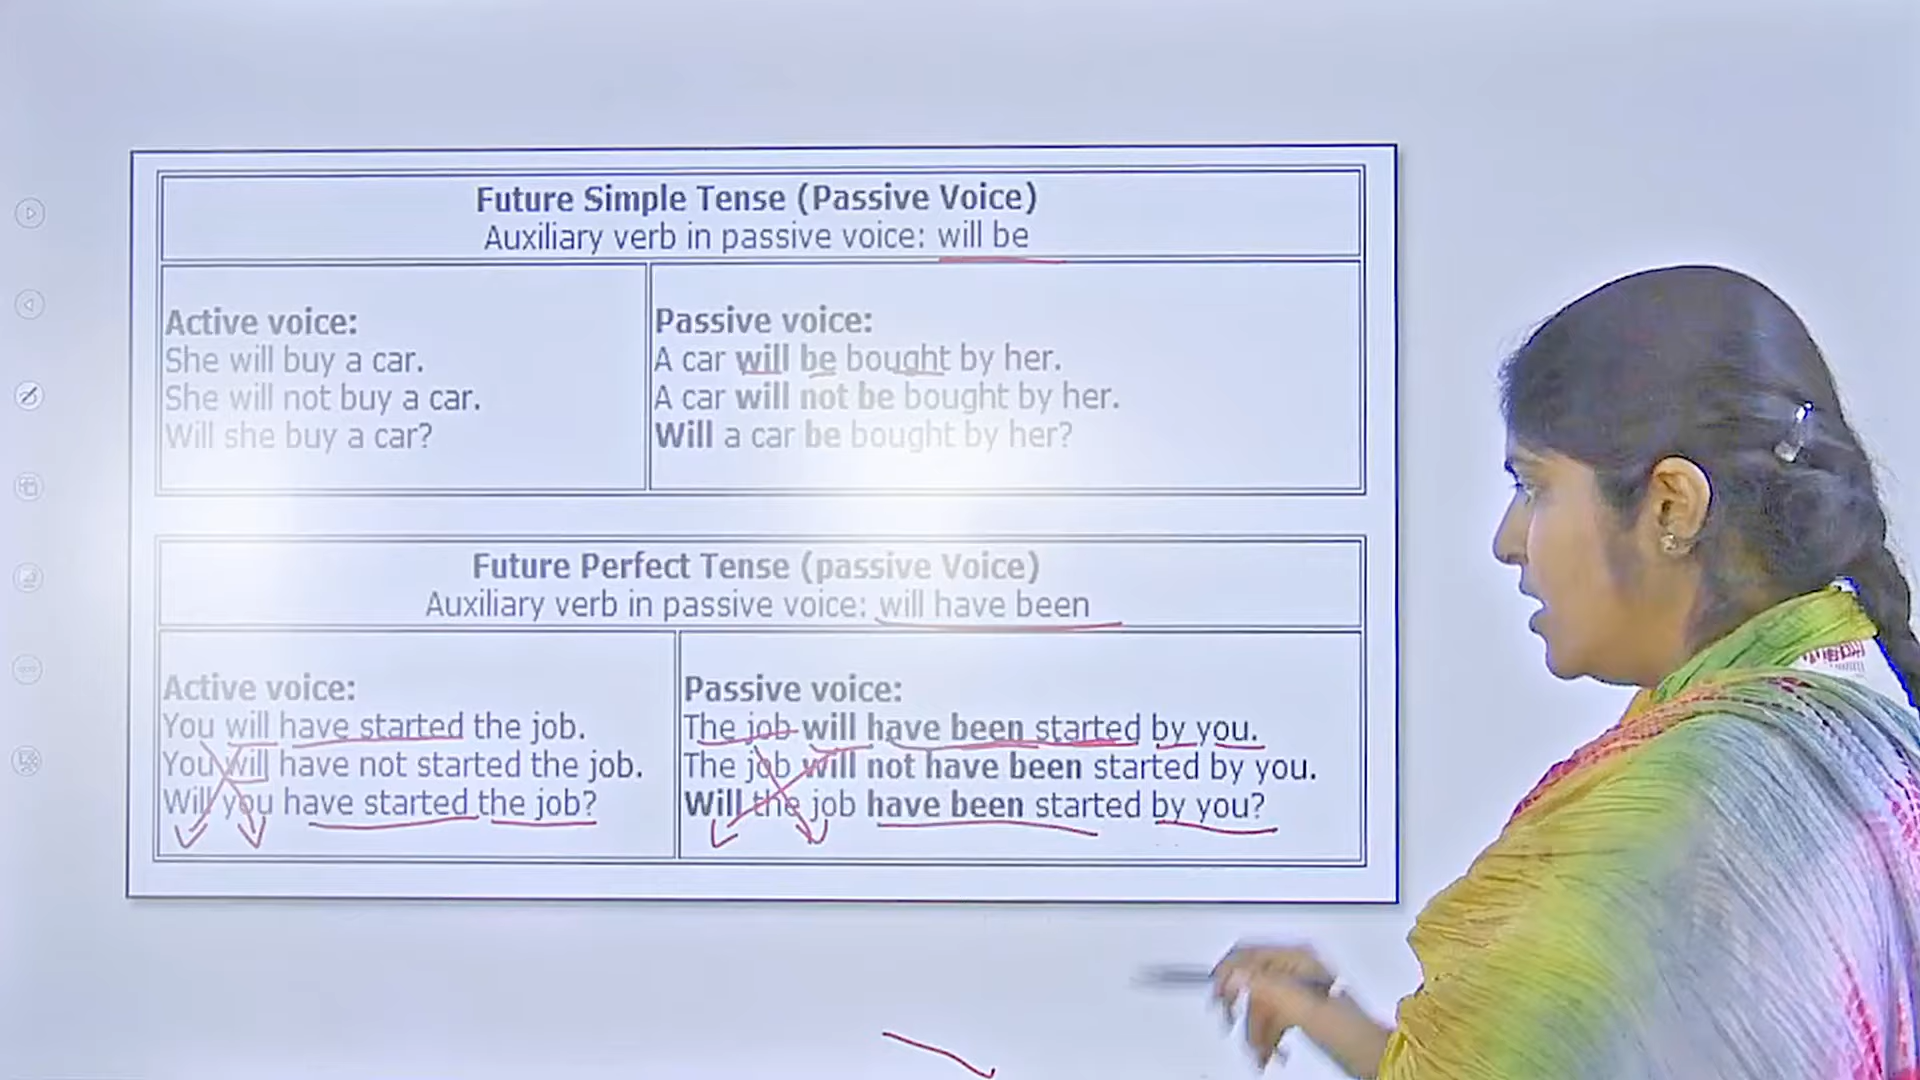 Future Simple Tense (Passive Voice)
Auxiliary verb in passive voice: will be
Active voice:
She will buy a car.
She will not buy a car.
Will she buy a car?
Passive voice:
A car will be bought by her.
A car will not be bought by her.
Will a car be bought by her?
Future Perfect Tense (passive Voice)
Auxiliary verb in passive voice: will have been
Active voice:
You will have started the job.
You will have not started the job.
Will you have started the job?
Passive voice:
The job will have been started by you.
The job will not have been started by you.
Will the job have been started by you?